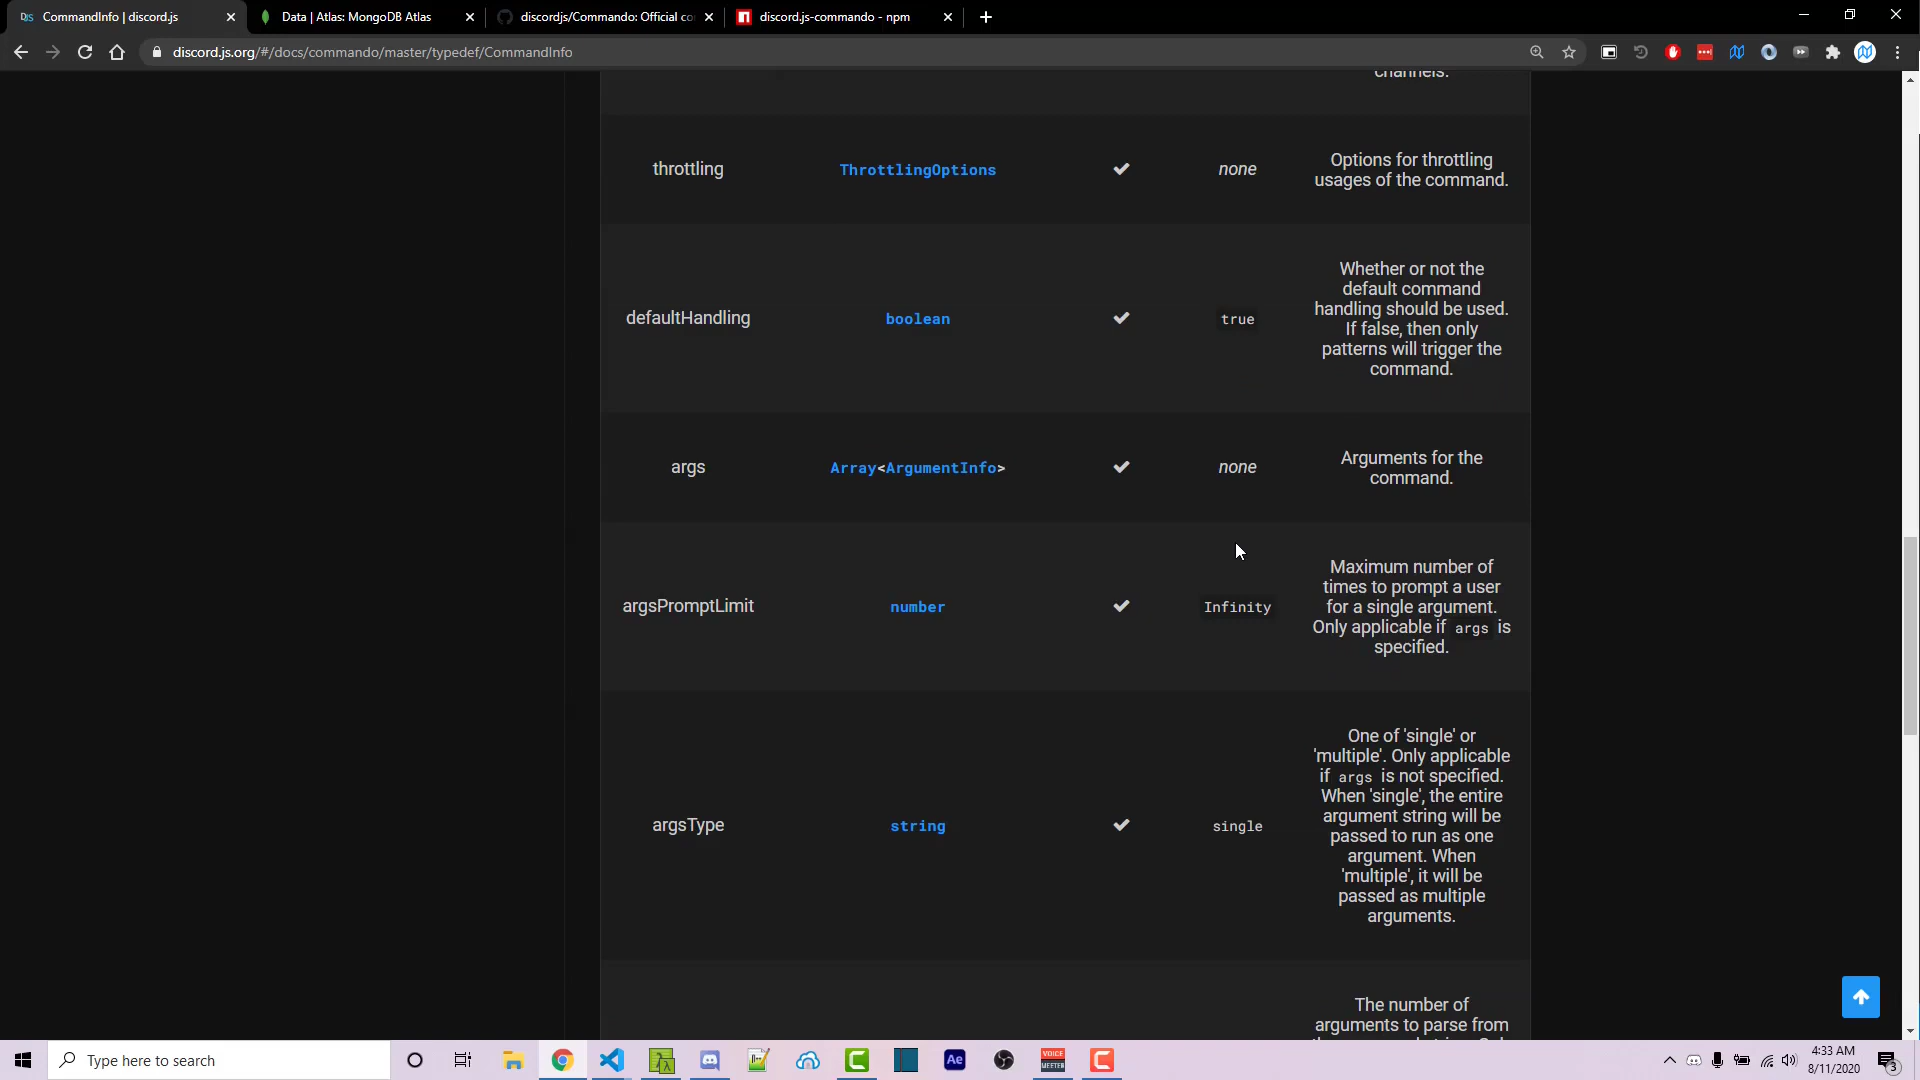 CommandInfo | discord.js
Data | Atlas: MongoDB Atlas
discordjs/Commando: Official co
discord.js-commando - npm
discord.js.org/#/docs/commando/master/typedef/CommandInfo
channels.
throttling
ThrottlingOptions
none
Options for throttling
usages of the command.
defaultHandling
boolean
true
Whether or not the
default command
handling should be used.
If false, then only
patterns will trigger the
command.
args
Array<ArgumentInfo>
none
Arguments for the
command.
argsPromptLimit
number
Infinity
Maximum number of
times to prompt a user
for a single argument.
Only applicable if args is
specified.
argsType
string
single
One of 'single' or
'multiple'. Only applicable
if args is not specified.
When 'single', the entire
argument string will be
passed to run as one
argument. When
'multiple', it will be
passed as multiple
arguments.
The number of
arguments to parse from
Type here to search
Ae
VOICE
MEETER
4:33 AM
8/11/2020
3